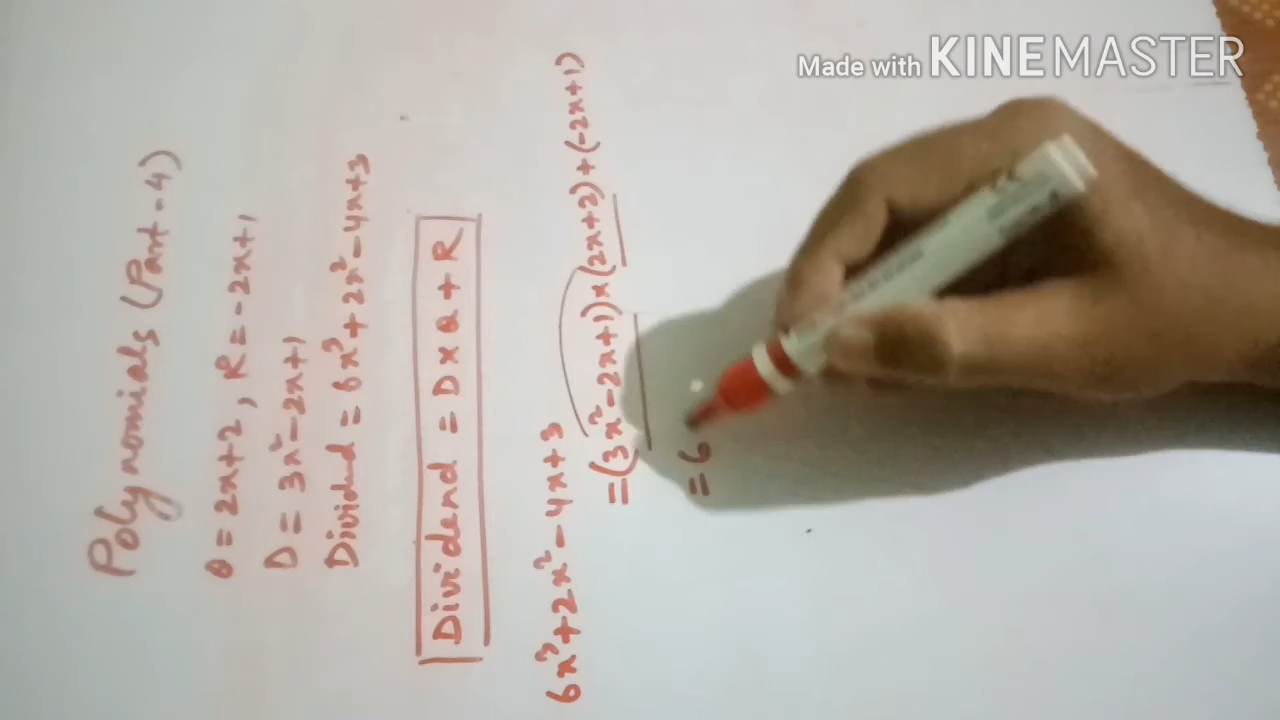 Polynomials (Part-4)
Q = 2x+2, R = -2x+1
D = 3x²-2x+1
Dividend = 6x³+2x²-4x+3
Dividend = D x Q + R
6x³+2x²-4x+3
=(3x²-2x+1)x(2x+2)+(-2x+1)
= 6
Made with KINEMASTER